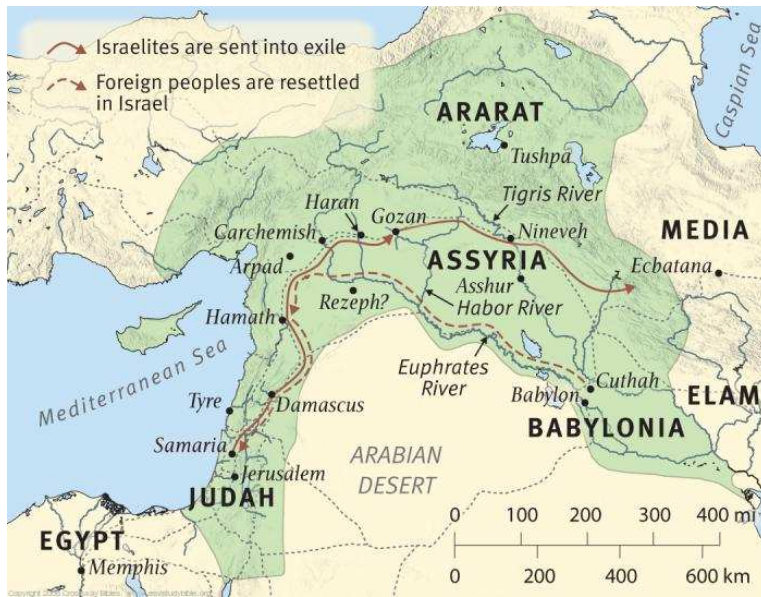 Israelites are sent into exile
Foreign peoples are resettled
in Israel
Caspian Sea
ARARAT
Tushpa
Tigris River
Haran
Gozan
Carchemish
Nineveh
MEDIA
Arpad
ASSYRIA
Ecbatana
Asshur
Rezeph?
Habor River
Hamath
Mediterranean Sea
Euphrates
River
Cuthah
Tyre
Damascus
Babylon
ELAM
BABYLONIA
Samaria
ARABIAN
DESERT
Jerusalem
JUDAH
0 100 200 300 400 mi
EGYPT
Memphis
0 200 400 600 km